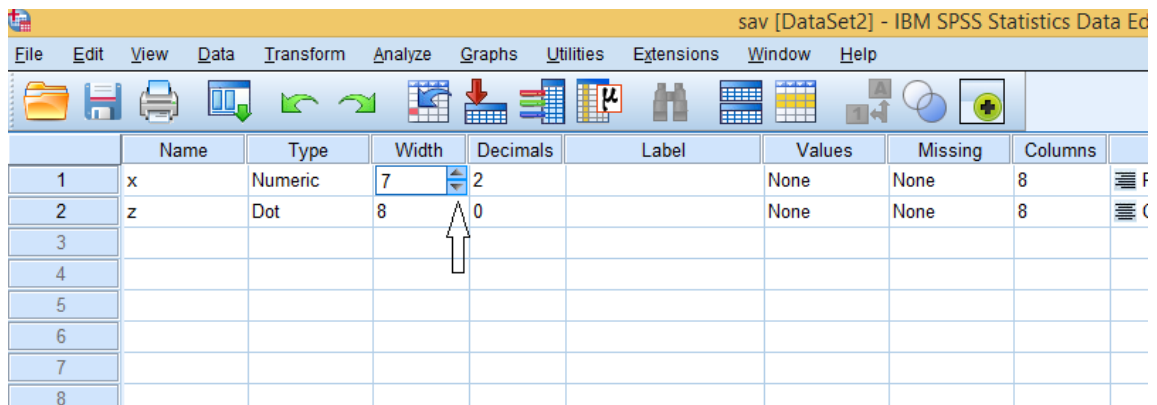 sav [DataSet2] - IBM SPSS Statistics Data Ed
File Edit View Data Transform Analyze Graphs Utilities Extensions Window Help
μ A 1
Name Type Width Decimals Label Values Missing Columns
1 x Numeric 7 2 None None 8
2 z Dot 8 0 None None 8
3
4
5
6
7
8